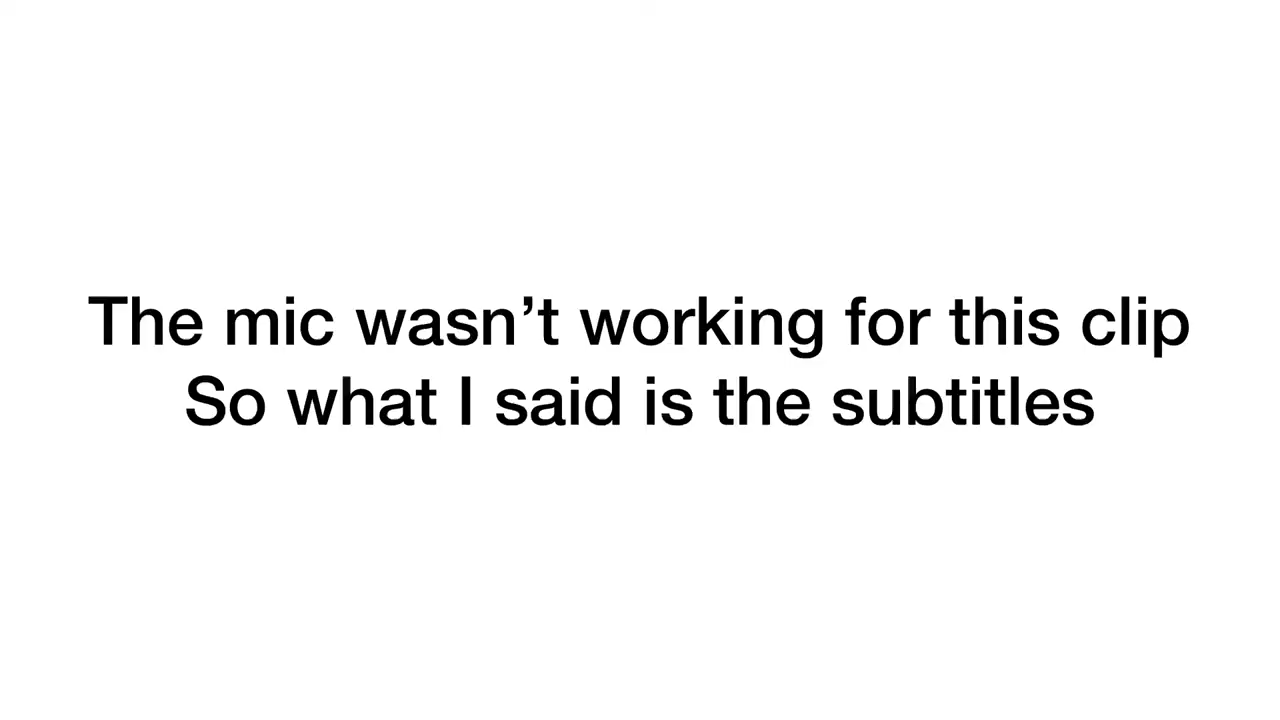 The mic wasn’t working for this clip
So what I said is the subtitles